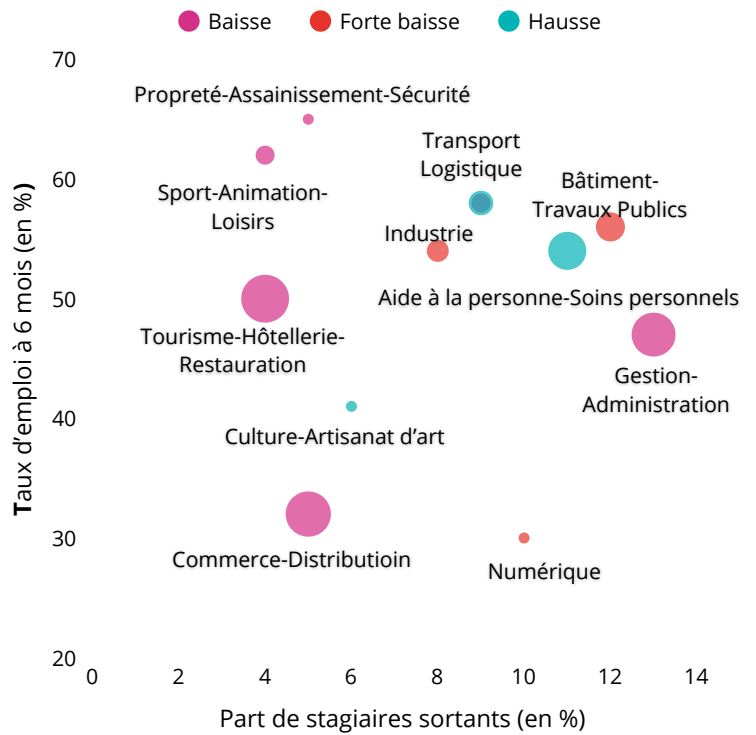 Baisse Forte baisse Hausse
70
Propreté-Assainissement-Sécurité
Transport
Logistique
60
Sport-Animation-
Loisirs
Bâtiment-
Travaux Publics
Industrie
50
Aide à la personne-Soins personnels
Tourisme-Hôtellerie-
Restauration
Gestion-
Administration
40
Culture-Artisanat d’art
30
Commerce-Distributioin
Numérique
20
0 2 4 6 8 10 12 14
Taux d’emploi à 6 mois (en %)
Part de stagiaires sortants (en %)